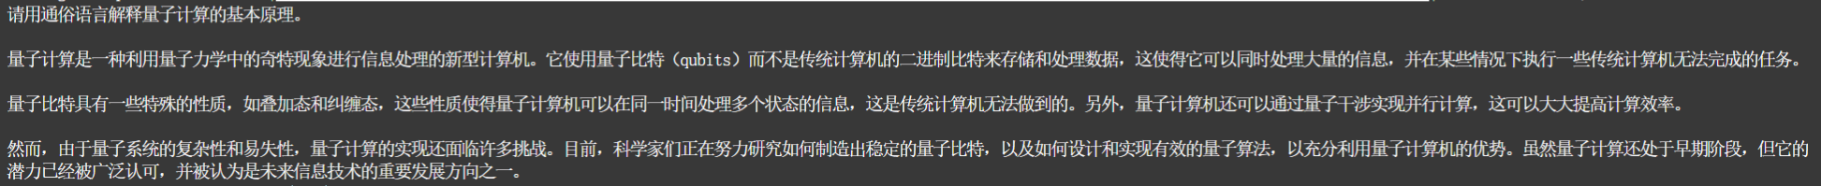 请用通俗语言解释量子计算的基本原理。
量子计算是一种利用量子力学中的奇特现象进行信息处理的新型计算机。它使用量子比特（qubits）而不是传统计算机的二进制比特来存储和处理数据，这使得它可以同时处理大量的信息，并在某些情况下执行一些传统计算机无法完成的任务。
量子比特具有一些特殊的性质，如叠加态和纠缠态，这些性质使得量子计算机可以在同一时间处理多个状态的信息，这是传统计算机无法做到的。另外，量子计算机还可以通过量子干涉实现并行计算，这可以大大提高计算效率。
然而，由于量子系统的复杂性和易失性，量子计算的实现还面临许多挑战。目前，科学家们正在努力研究如何制造出稳定的量子比特，以及如何设计和实现有效的量子算法，以充分利用量子计算机的优势。虽然量子计算还处于早期阶段，但它的
潜力已经被广泛认可，并被认为是未来信息技术的重要发展方向之一。